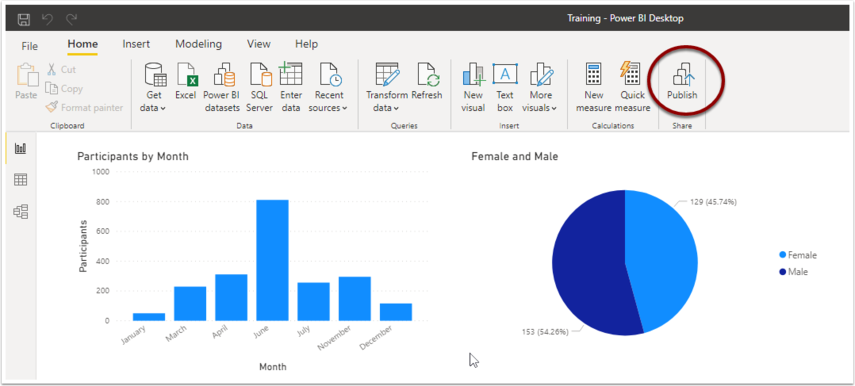 Training - Power BI Desktop
File Home Insert Modeling View Help
Paste
Cut
Copy
Format painter
Clipboard
Get data
Excel
Power BI datasets
SQL Server
Enter data
Recent sources
Data
Transform data
Refresh
Queries
New visual
Text box
More visuals
Insert
New measure
Quick measure
Calculations
Publish
Share
Participants by Month
1000
800
600
400
200
0
Participants
January March April June July November December
Month
Female and Male
129 (45.74%)
153 (54.26%)
Female
Male